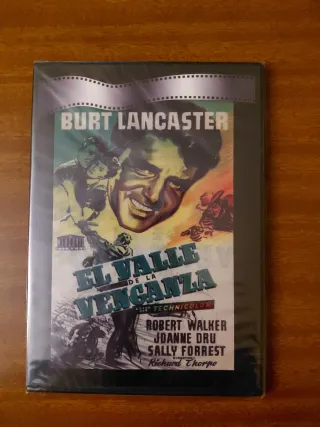 BURT LANCASTER
EL VALLE
DE LA
VENGANZA
TECHNICOLOR
ROBERT WALKER
JOANNE DRU
SALLY FORREST
Richard Thorpe